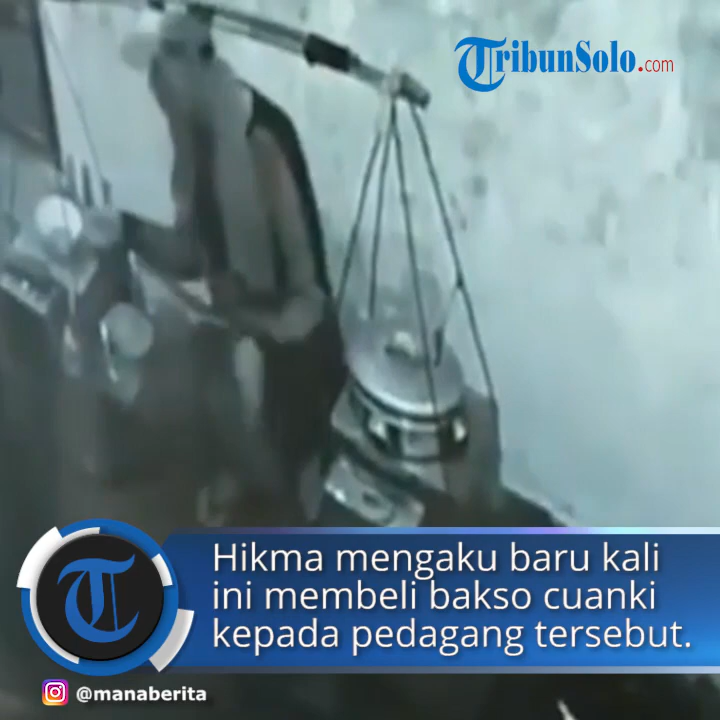 TribunSolo.com
Hikma mengaku baru kali
ini membeli bakso cuanki
kepada pedagang tersebut.
@manaberita